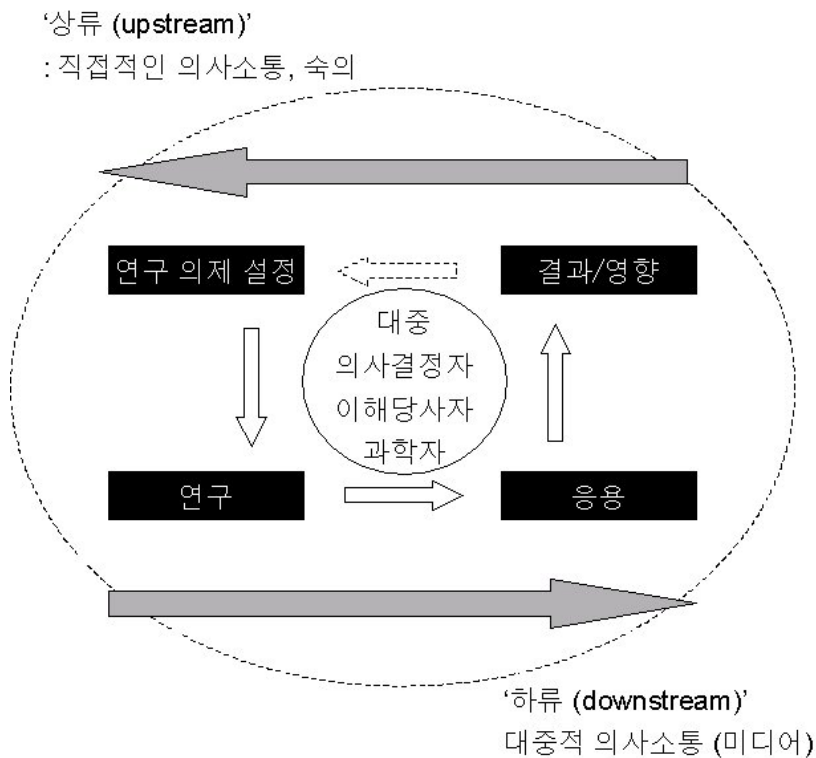 ‘상류 (upstream)’
: 직접적인 의사소통, 숙의
연구 의제 설정
결과/영향
대중
의사결정자
이해당사자
과학자
연구
응용
‘하류 (downstream)’
대중적 의사소통 (미디어)